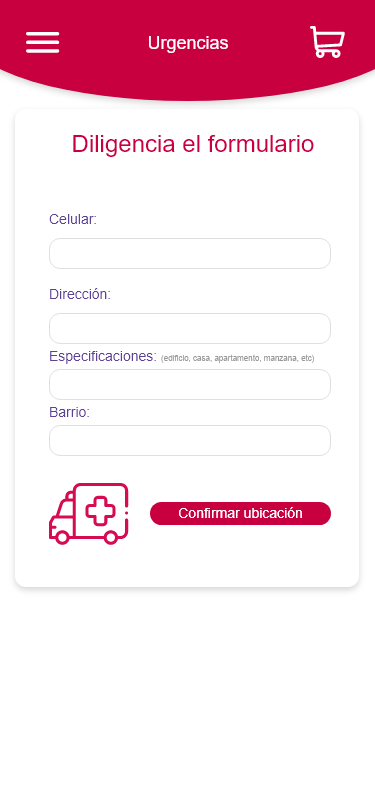 Urgencias
Diligencia el formulario
Celular:
Dirección:
Especificaciones: (edificio, casa, apartamento, manzana, etc)
Barrio:
Confirmar ubicación